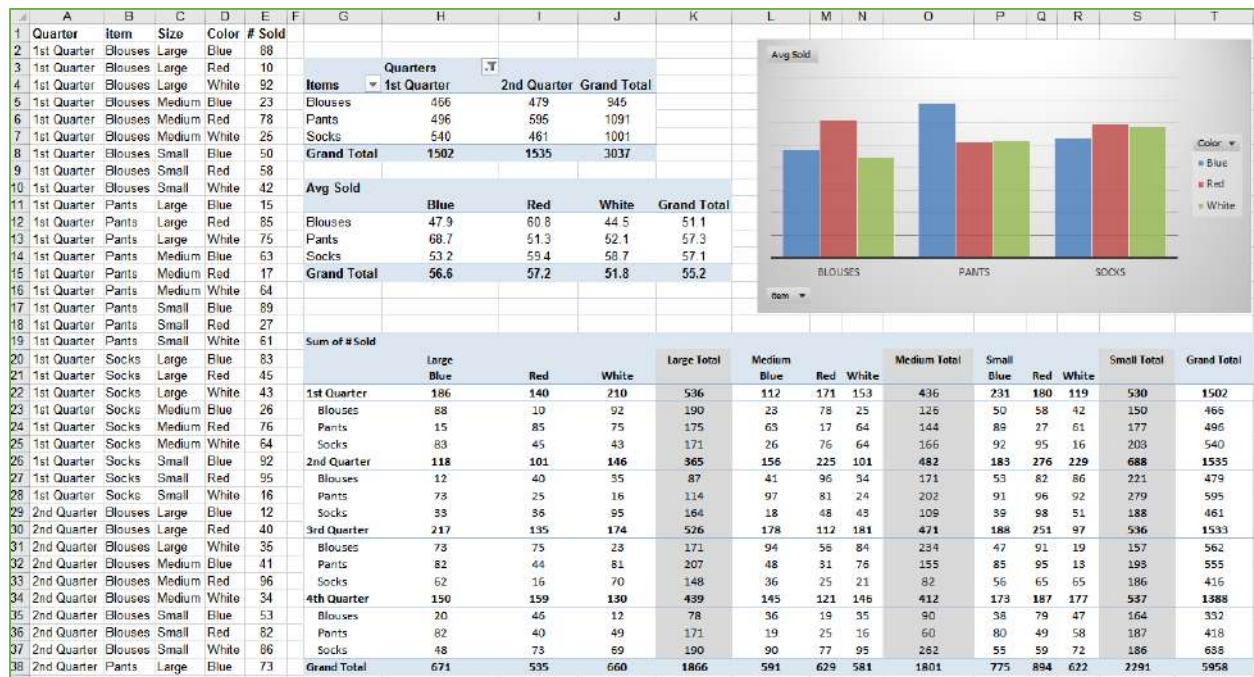 A B C D E F G H I J K L M N O P Q R S T
1 Quarter item Size Color # Sold
2 1st Quarter Blouses Large Blue 88
3 1st Quarter Blouses Large Red 10
4 1st Quarter Blouses Large White 92
5 1st Quarter Blouses Medium Blue 23
6 1st Quarter Blouses Medium Red 78
7 1st Quarter Blouses Medium White 25
8 1st Quarter Blouses Small Blue 50
9 1st Quarter Blouses Small Red 58
10 1st Quarter Blouses Small White 42
11 1st Quarter Pants Large Blue 15
12 1st Quarter Pants Large Red 85
13 1st Quarter Pants Large White 75
14 1st Quarter Pants Medium Blue 63
15 1st Quarter Pants Medium Red 17
16 1st Quarter Pants Medium White 64
17 1st Quarter Pants Small Blue 89
18 1st Quarter Pants Small Red 27
19 1st Quarter Pants Small White 61
20 1st Quarter Socks Large Blue 83
21 1st Quarter Socks Large Red 45
22 1st Quarter Socks Large White 43
23 1st Quarter Socks Medium Blue 26
24 1st Quarter Socks Medium Red 76
25 1st Quarter Socks Medium White 64
26 1st Quarter Socks Small Blue 92
27 1st Quarter Socks Small Red 95
28 1st Quarter Socks Small White 16
29 2nd Quarter Blouses Large Blue 12
30 2nd Quarter Blouses Large Red 40
31 2nd Quarter Blouses Large White 35
32 2nd Quarter Blouses Medium Blue 41
33 2nd Quarter Blouses Medium Red 96
34 2nd Quarter Blouses Medium White 34
35 2nd Quarter Blouses Small Blue 53
36 2nd Quarter Blouses Small Red 82
37 2nd Quarter Blouses Small White 86
38 2nd Quarter Pants Large Blue 73
Quarters
Items 1st Quarter 2nd Quarter Grand Total
Blouses 466 479 945
Pants 496 595 1091
Socks 540 461 1001
Grand Total 1502 1535 3037
Avg Sold
Blue Red White Grand Total
Blouses 47.9 60.8 44.5 51.1
Pants 68.7 51.3 52.1 57.3
Socks 53.2 59.4 58.7 57.1
Grand Total 56.6 57.2 51.8 55.2
Avg Sold
Color
Blue
Red
White
BLOUSES PANTS SOCKS
item
Sum of # Sold
Large Large Total Medium Medium Total Small Small Total Grand Total
Blue Red White Blue Red White Blue Red White
1st Quarter 186 140 210 536 112 171 153 436 231 180 119 530 1502
Blouses 88 10 92 190 23 78 25 126 50 58 42 150 466
Pants 15 85 75 175 63 17 64 144 89 27 61 177 496
Socks 83 45 43 171 26 76 64 166 92 95 16 203 540
2nd Quarter 118 101 146 365 156 225 101 482 183 276 229 688 1535
Blouses 12 40 35 87 41 96 34 171 53 82 86 221 479
Pants 73 25 16 114 97 81 24 202 91 96 92 279 595
Socks 33 36 95 164 18 48 43 109 39 98 51 188 461
3rd Quarter 217 135 174 526 178 112 181 471 188 251 97 536 1533
Blouses 73 75 23 171 94 56 84 234 47 91 19 157 562
Pants 82 44 81 207 48 31 76 155 85 95 13 193 555
Socks 62 16 70 148 36 25 21 82 56 65 65 186 416
4th Quarter 150 159 130 439 145 121 146 412 173 187 177 537 1388
Blouses 20 46 12 78 36 19 35 90 38 79 47 164 332
Pants 82 40 49 171 19 25 16 60 80 49 58 187 418
Socks 48 73 69 190 90 77 95 262 55 59 72 186 638
Grand Total 671 535 660 1866 591 629 581 1801 775 894 622 2291 5958